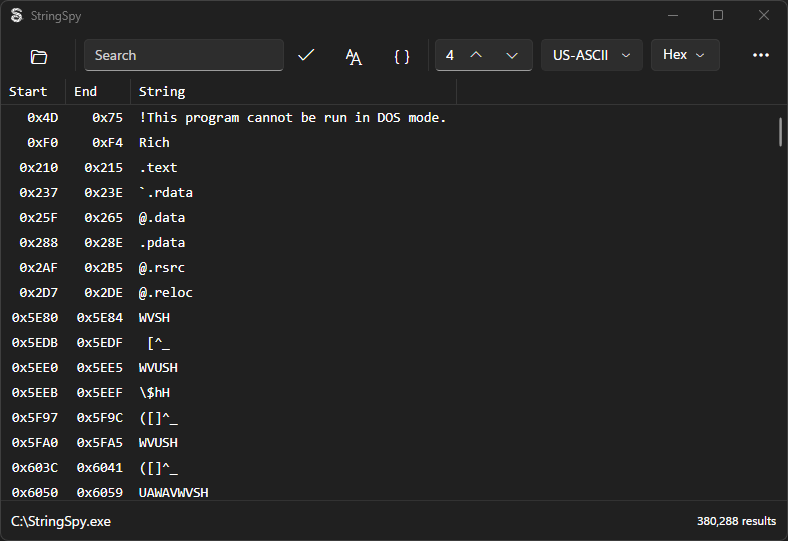 StringSpy
Search { } 4 US-ASCII Hex
Start End String
0x4D 0x75 !This program cannot be run in DOS mode.
0xF0 0xF4 Rich
0x210 0x215 .text
0x237 0x23E `.rdata
0x25F 0x265 @.data
0x288 0x28E .pdata
0x2AF 0x2B5 @.rsrc
0x2D7 0x2DE @.reloc
0x5E80 0x5E84 WVSH
0x5EDB 0x5EDF [^_
0x5EE0 0x5EE5 WVUSH
0x5EEB 0x5EEF \$hH
0x5F97 0x5F9C ([]^_
0x5FA0 0x5FA5 WVUSH
0x603C 0x6041 ([]^_
0x6050 0x6059 UAWAVWVSH
C:\StringSpy.exe 380,288 results